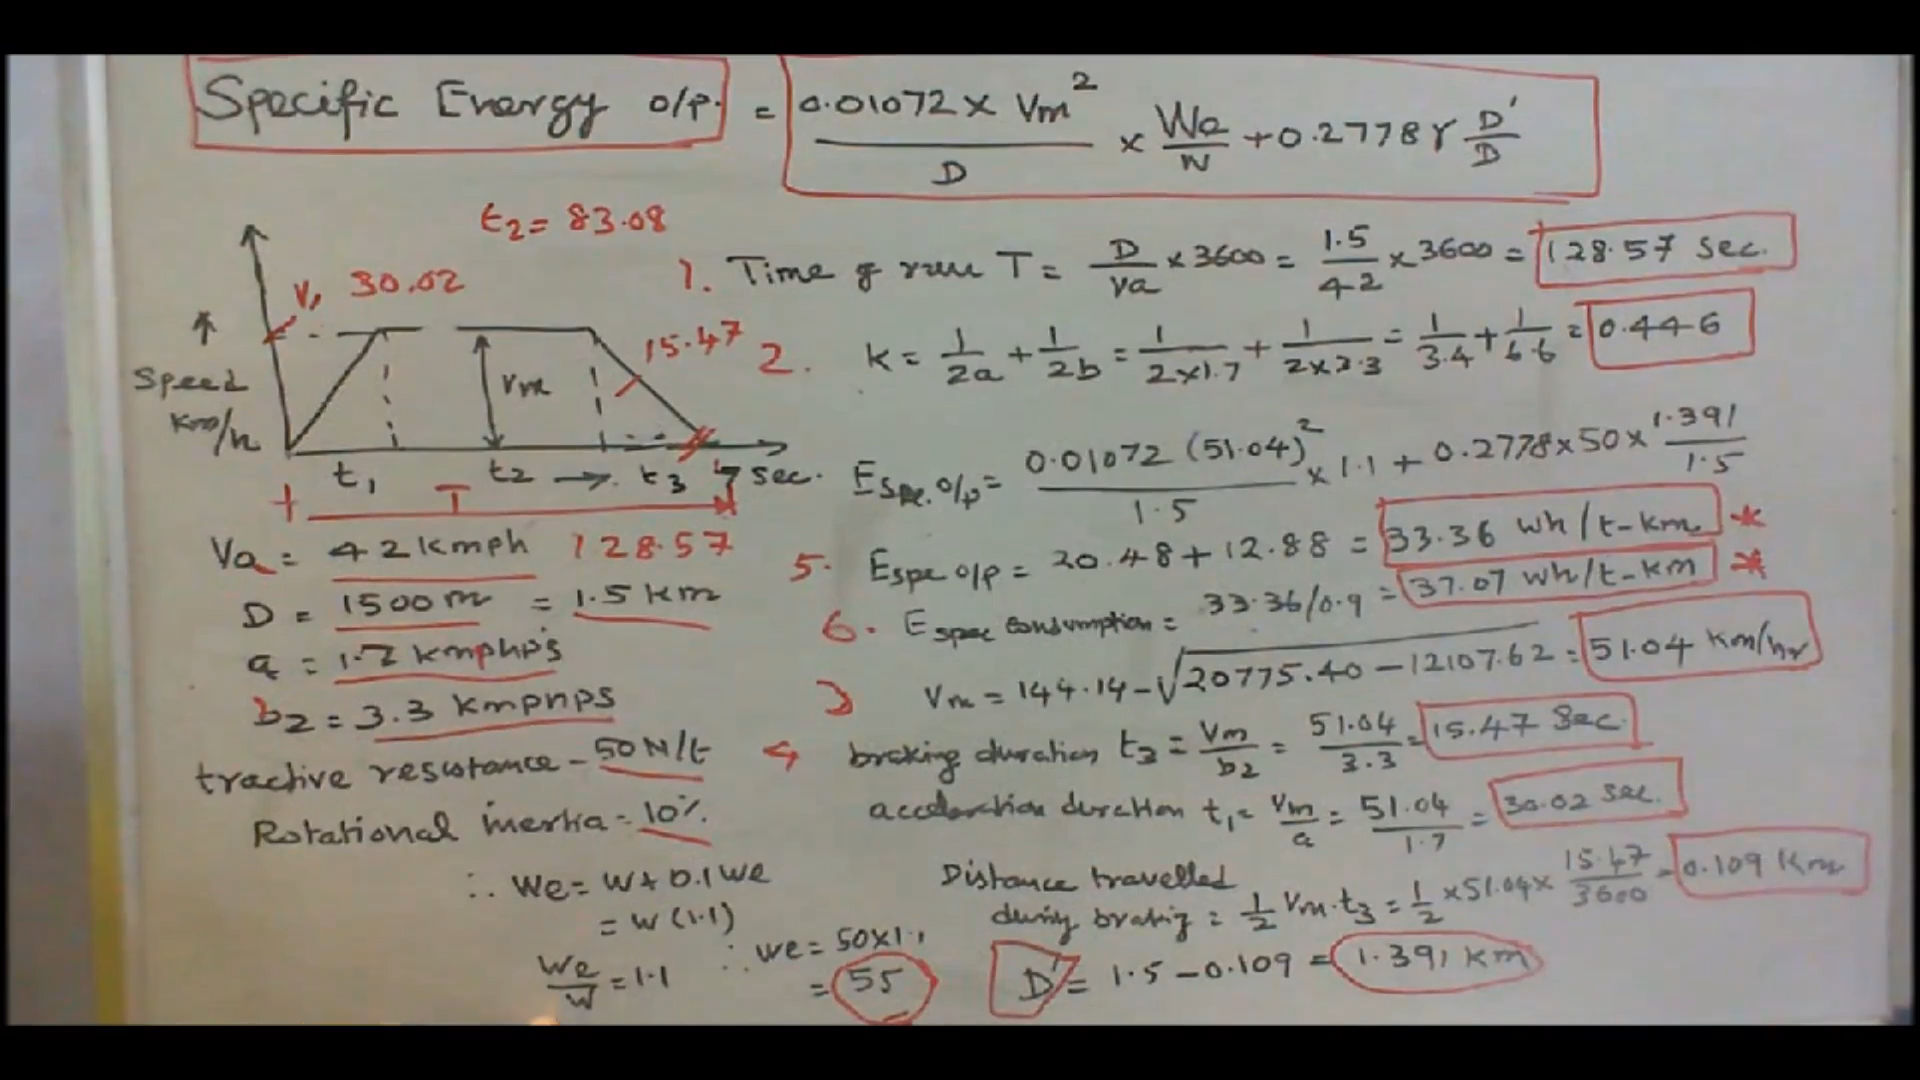 Specific Energy o/p. = 0.01072 x Vm² / D x We/W + 0.2778 r D'/D
t2 = 83.08
V, 30.02
15.47
Speed
Km/h
Vm
t1 t2 → t3 sec.
T
Va = 42 kmph 128.57
D = 1500 m = 1.5 km
a = 1.7 kmphps
b2 = 3.3 kmphps
tractive resistance - 50 N/t
Rotational inertia - 10%
∴ We = W + 0.1 We
= W (1.1)
We/W = 1.1 ∴ We = 50x1.1
= 55
1. Time of run T = D/Va x 3600 = 1.5/42 x 3600 = 128.57 sec.
2. K = 1/2a + 1/2b = 1/2x1.7 + 1/2x3.3 = 1/3.4 + 1/6.6 = 0.446
Espe.o/p = 0.01072 (51.04)² / 1.5 x 1.1 + 0.2778 x 50 x 1.391/1.5
5. Espe o/p = 20.48 + 12.88 = 33.36 wh/t-km *
6. Espec consumption = 33.36/0.9 = 37.07 wh/t-km *
3 Vm = 144.14 - √20775.40 - 12107.62 = 51.04 km/hr
4 braking duration t3 = Vm/b2 = 51.04/3.3 = 15.47 Sec.
acceleration duration t1 = Vm/a = 51.04/1.7 = 30.02 sec.
Distance travelled
during braking = 1/2 Vm.t3 = 1/2 x 51.04 x 15.47/3600 = 0.109 Km
D' = 1.5 - 0.109 = 1.391 km